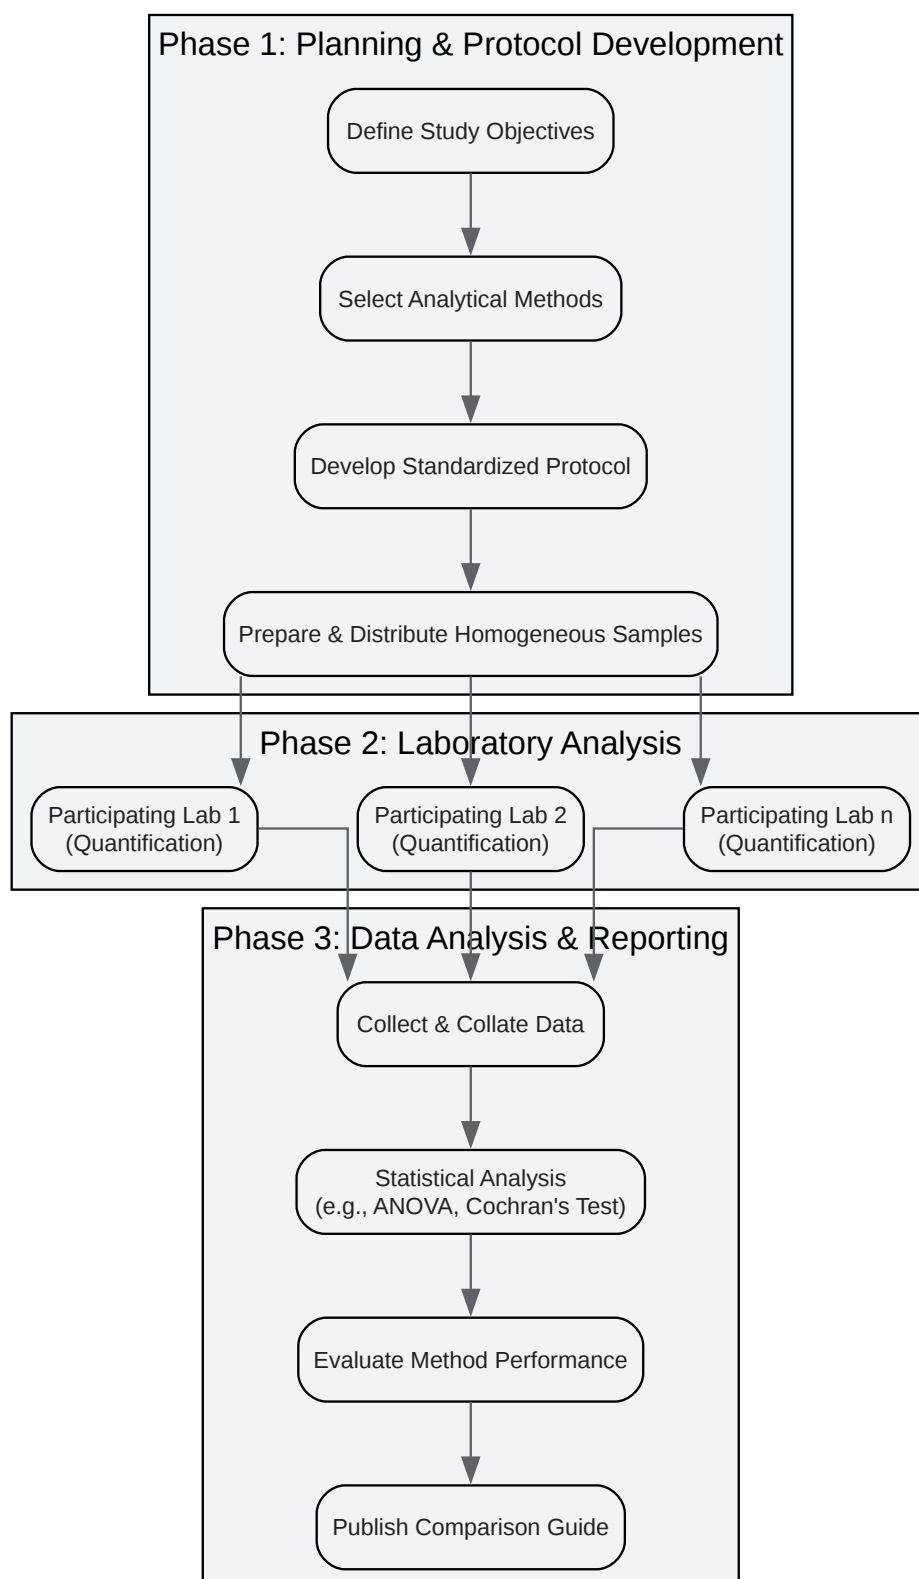 Phase 1: Planning & Protocol Development
Define Study Objectives
Select Analytical Methods
Develop Standardized Protocol
Prepare & Distribute Homogeneous Samples
Phase 2: Laboratory Analysis
Participating Lab 1
(Quantification)
Participating Lab 2
(Quantification)
Participating Lab n
(Quantification)
Phase 3: Data Analysis & Reporting
Collect & Collate Data
Statistical Analysis
(e.g., ANOVA, Cochran's Test)
Evaluate Method Performance
Publish Comparison Guide